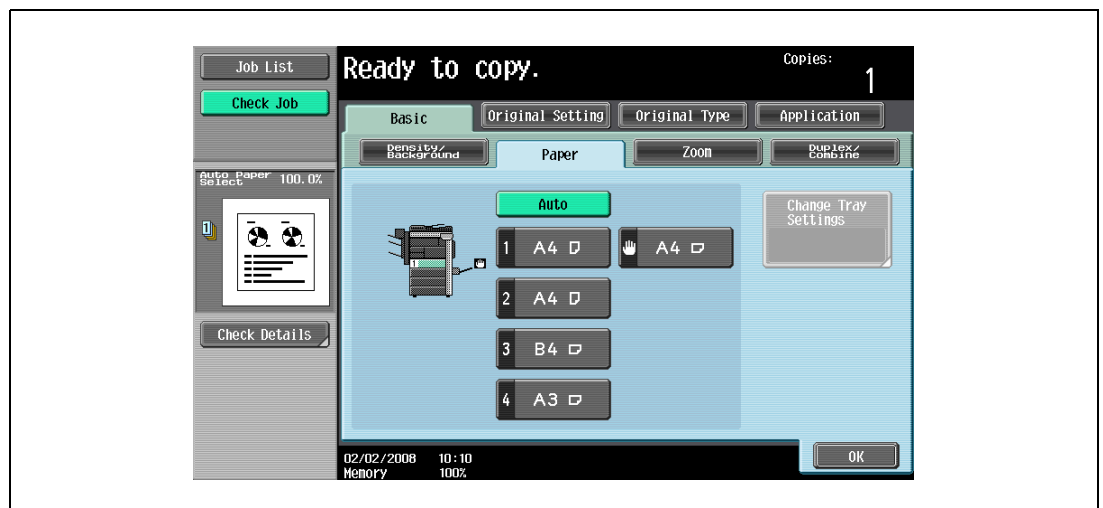 Job List
Check Job
Ready to copy.
Copies:
1
Basic
Original Setting
Original Type
Application
Density/
Background
Paper
Zoom
Duplex/
Combine
Auto Paper
Select
100.0%
1
Auto
Change Tray
Settings
1 A4
A4
1
2 A4
3 B4
4 A3
Check Details
02/02/2008 10:10
Memory 100%
OK